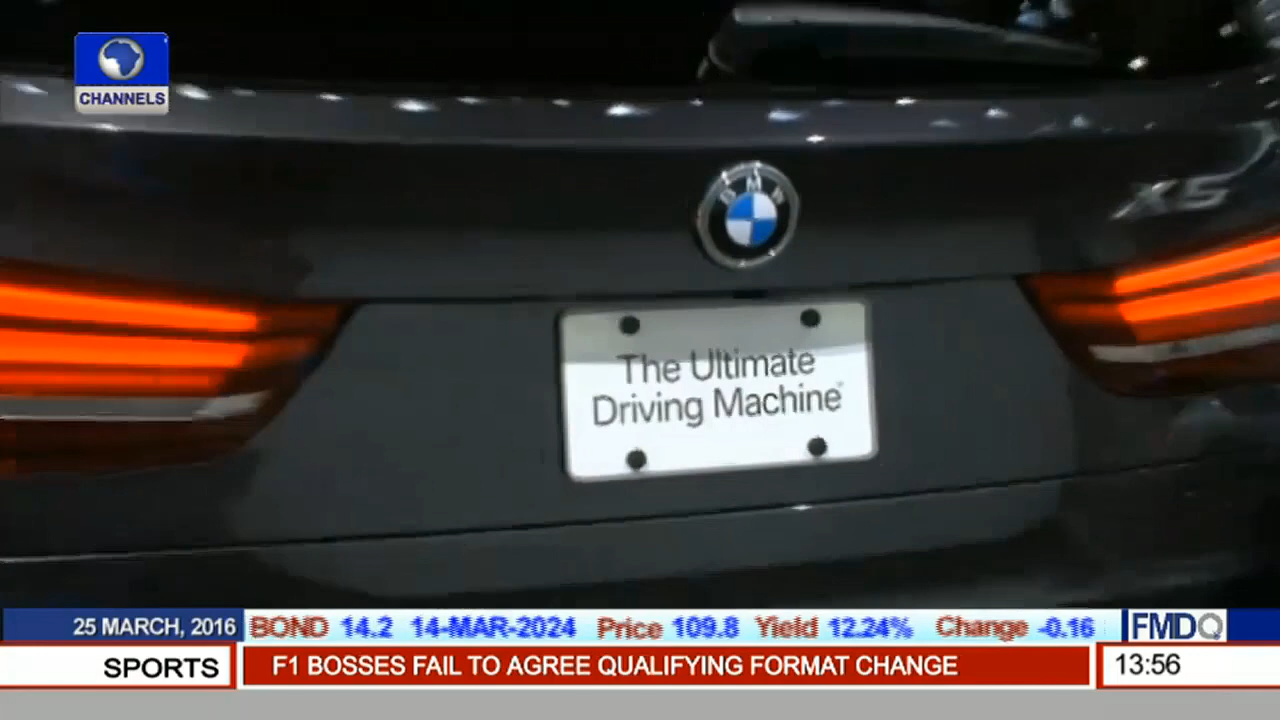 CHANNELS
BMW
X5
The Ultimate
Driving Machine
25 MARCH, 2016
BOND 14.2 14-MAR-2024 Price 109.8 Yield 12.24% Change -0.16
FMDQ
SPORTS
F1 BOSSES FAIL TO AGREE QUALIFYING FORMAT CHANGE
13:56